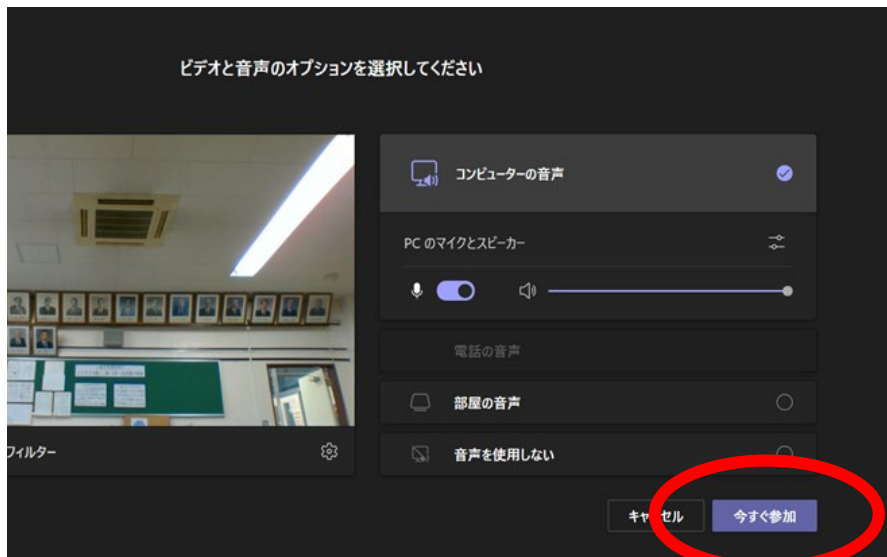 ビデオと音声のオプションを選択してください
コンピューターの音声
PC のマイクとスピーカー
電話の音声
部屋の音声
フィルター
音声を使用しない
キャンセル
今すぐ参加